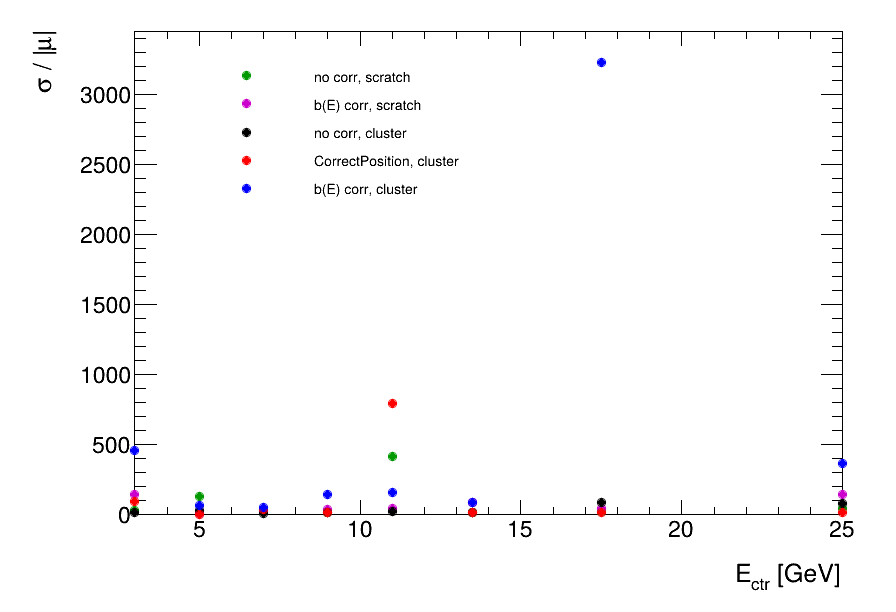 σ / |μ|
3000
2500
2000
1500
1000
500
0
no corr, scratch
b(E) corr, scratch
no corr, cluster
CorrectPosition, cluster
b(E) corr, cluster
5 10 15 20 25
E_ctr [GeV]